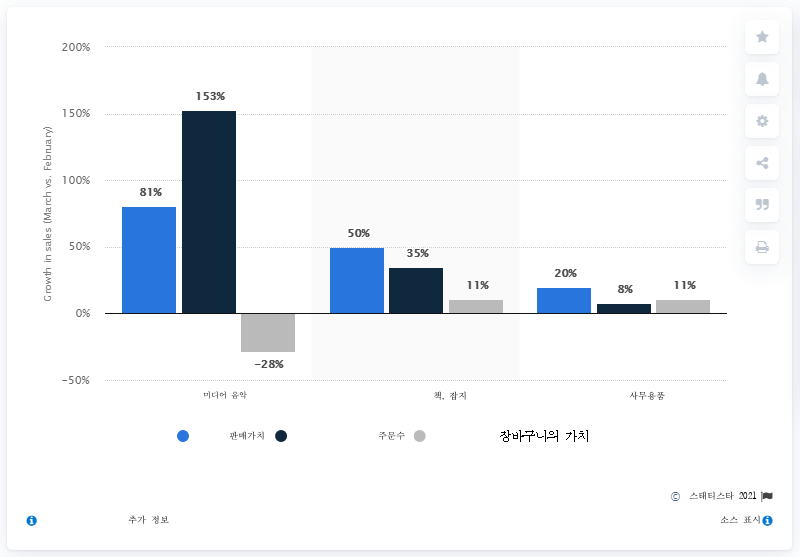 200%
150%
100%
50%
0%
-50%
Growth in sales (March vs. February)
81%
153%
-28%
50%
35%
11%
20%
8%
11%
미디어 음악
책, 잡지
사무용품
판매가치
주문수
장바구니의 가치
© 스태티스타 2021
추가 정보
소스 표시